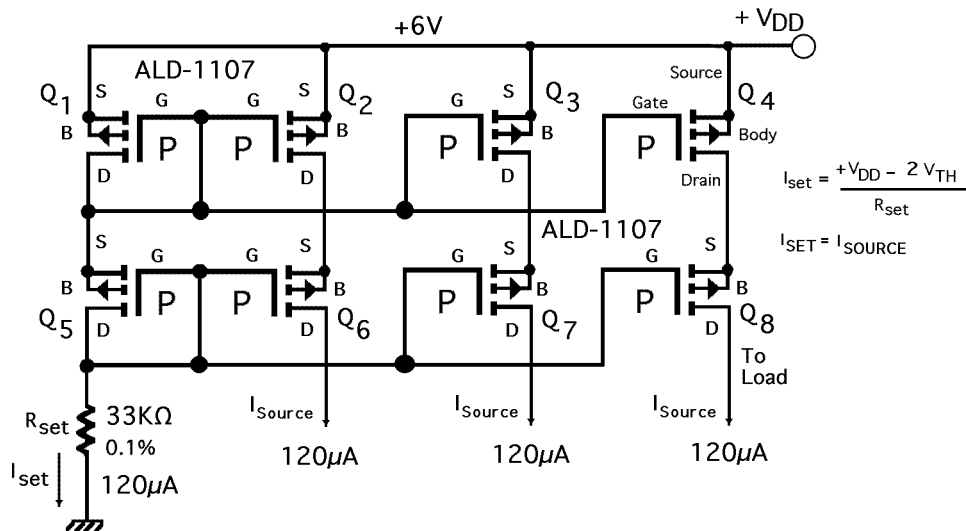 +6V
+ VDD
ALD-1107
Q1 S G G S Q2
G S Q3
Source
Gate Q4
B P P B
P B
P Body
D D
D
Drain
Iset = +VDD - 2 VTH
Rset
ISET = ISOURCE
ALD-1107
S G G S
G S
G S
B P P B
P B
P B
Q5 D D Q6
D Q7
D Q8
To
Load
Rset 33KΩ
0.1%
Iset 120µA
ISource
120µA
ISource
120µA
ISource
120µA